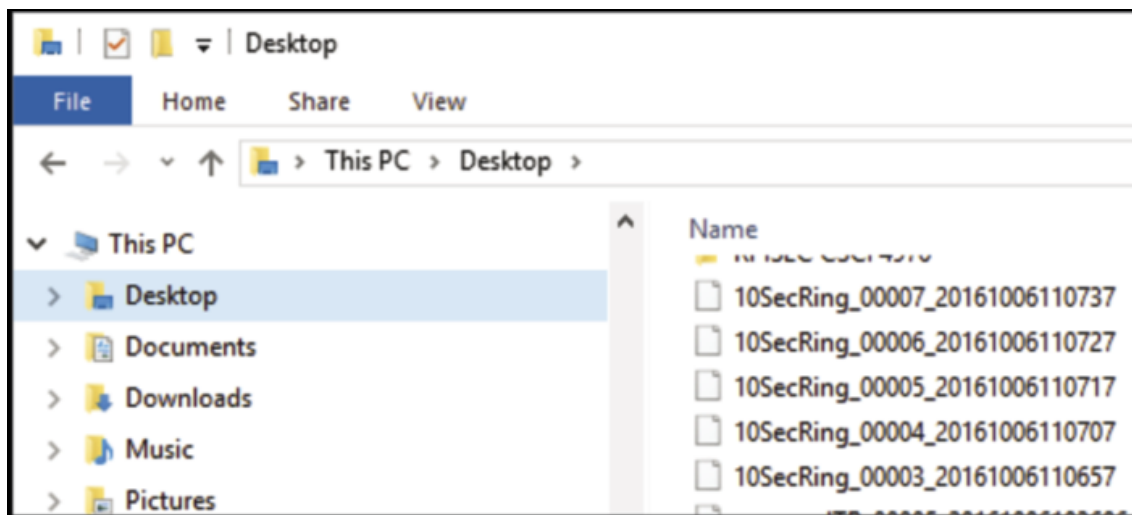 Desktop
File Home Share View
This PC > Desktop >
This PC
Desktop
Documents
Downloads
Music
Pictures
Name
10SecRing_00007_20161006110737
10SecRing_00006_20161006110727
10SecRing_00005_20161006110717
10SecRing_00004_20161006110707
10SecRing_00003_20161006110657